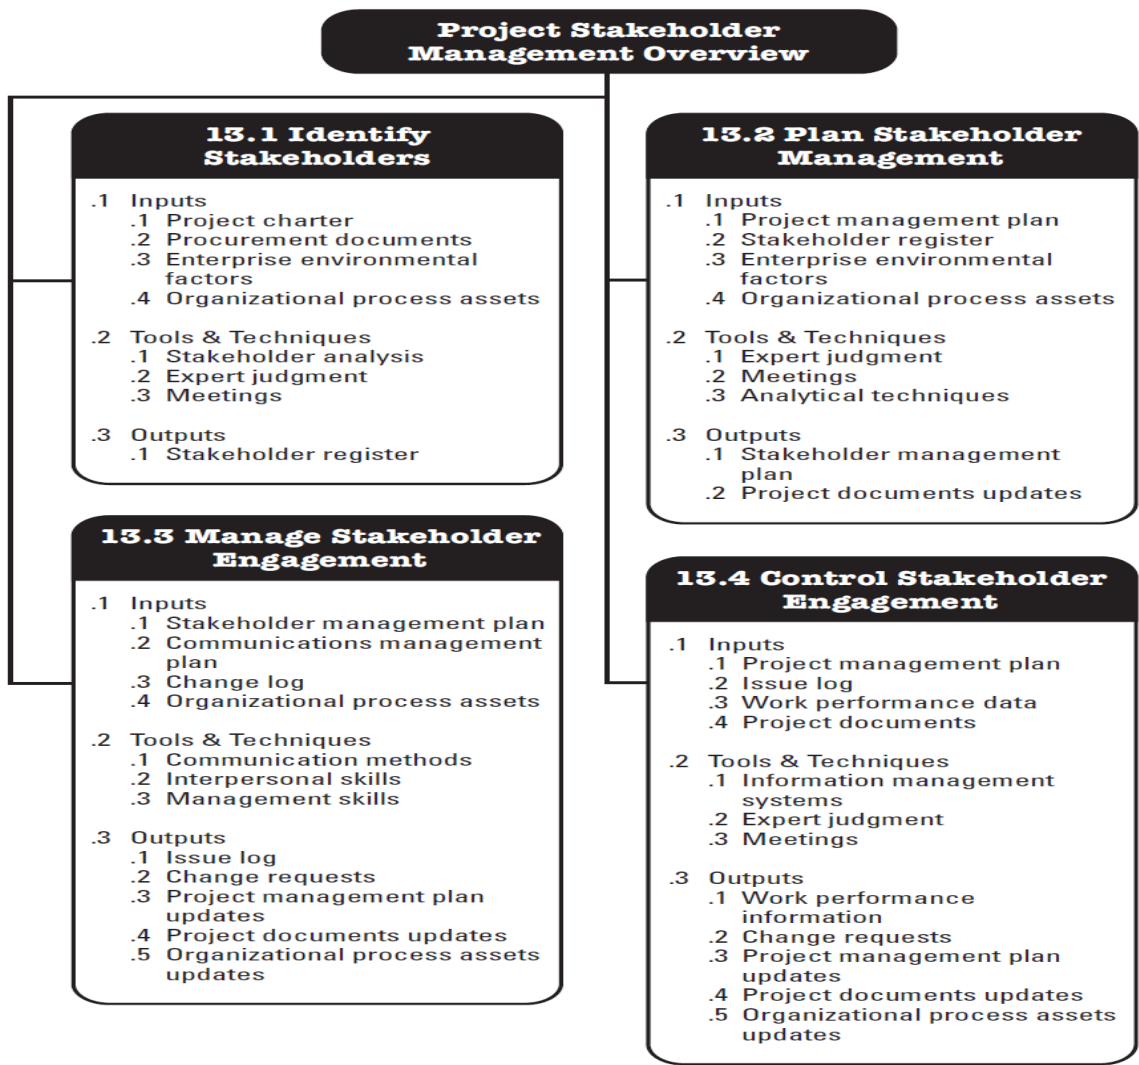 Project Stakeholder
Management Overview
13.1 Identify
Stakeholders
.1 Inputs
.1 Project charter
.2 Procurement documents
.3 Enterprise environmental
factors
.4 Organizational process assets
.2 Tools & Techniques
.1 Stakeholder analysis
.2 Expert judgment
.3 Meetings
.3 Outputs
.1 Stakeholder register
13.2 Plan Stakeholder
Management
.1 Inputs
.1 Project management plan
.2 Stakeholder register
.3 Enterprise environmental
factors
.4 Organizational process assets
.2 Tools & Techniques
.1 Expert judgment
.2 Meetings
.3 Analytical techniques
.3 Outputs
.1 Stakeholder management
plan
.2 Project documents updates
13.3 Manage Stakeholder
Engagement
.1 Inputs
.1 Stakeholder management plan
.2 Communications management
plan
.3 Change log
.4 Organizational process assets
.2 Tools & Techniques
.1 Communication methods
.2 Interpersonal skills
.3 Management skills
.3 Outputs
.1 Issue log
.2 Change requests
.3 Project management plan
updates
.4 Project documents updates
.5 Organizational process assets
updates
13.4 Control Stakeholder
Engagement
.1 Inputs
.1 Project management plan
.2 Issue log
.3 Work performance data
.4 Project documents
.2 Tools & Techniques
.1 Information management
systems
.2 Expert judgment
.3 Meetings
.3 Outputs
.1 Work performance
information
.2 Change requests
.3 Project management plan
updates
.4 Project documents updates
.5 Organizational process assets
updates